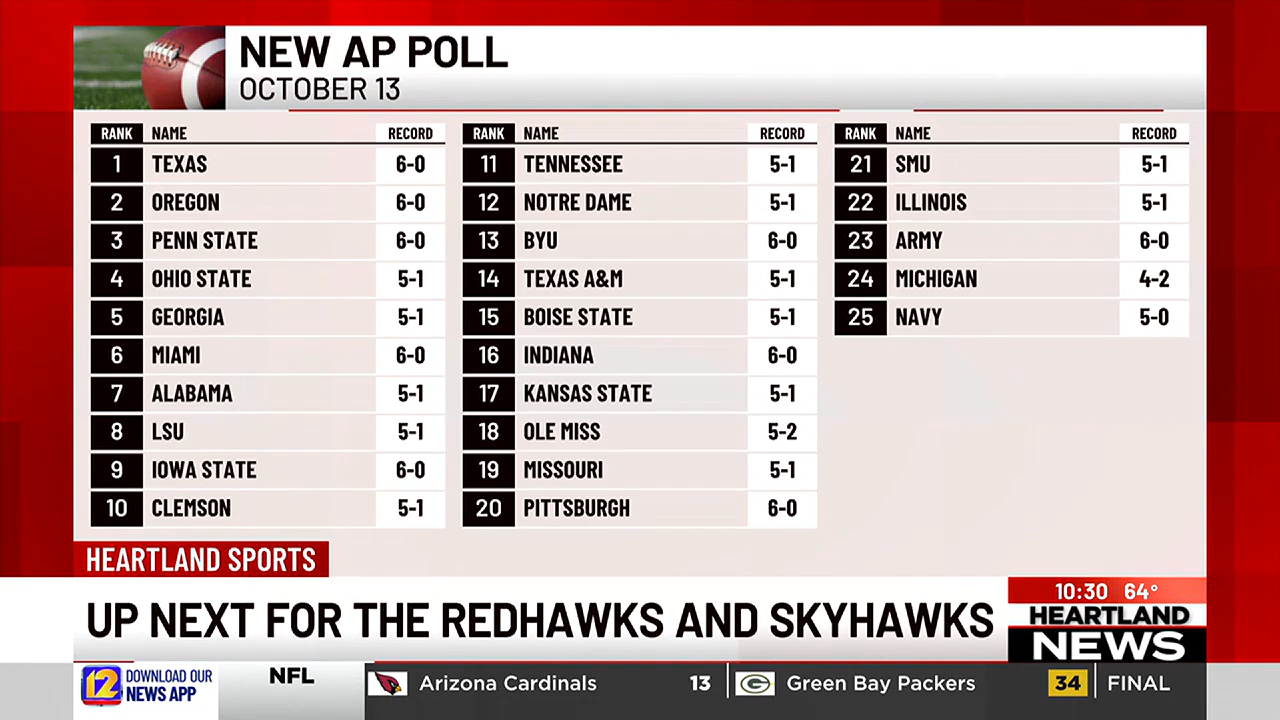 NEW AP POLL
OCTOBER 13
RANK NAME RECORD
1 TEXAS 6-0
2 OREGON 6-0
3 PENN STATE 6-0
4 OHIO STATE 5-1
5 GEORGIA 5-1
6 MIAMI 6-0
7 ALABAMA 5-1
8 LSU 5-1
9 IOWA STATE 6-0
10 CLEMSON 5-1
RANK NAME RECORD
11 TENNESSEE 5-1
12 NOTRE DAME 5-1
13 BYU 6-0
14 TEXAS A&M 5-1
15 BOISE STATE 5-1
16 INDIANA 6-0
17 KANSAS STATE 5-1
18 OLE MISS 5-2
19 MISSOURI 5-1
20 PITTSBURGH 6-0
RANK NAME RECORD
21 SMU 5-1
22 ILLINOIS 5-1
23 ARMY 6-0
24 MICHIGAN 4-2
25 NAVY 5-0
HEARTLAND SPORTS
UP NEXT FOR THE REDHAWKS AND SKYHAWKS
10:30 64°
HEARTLAND
NEWS
12 DOWNLOAD OUR
NEWS APP
NFL
Arizona Cardinals 13 G Green Bay Packers 34 FINAL